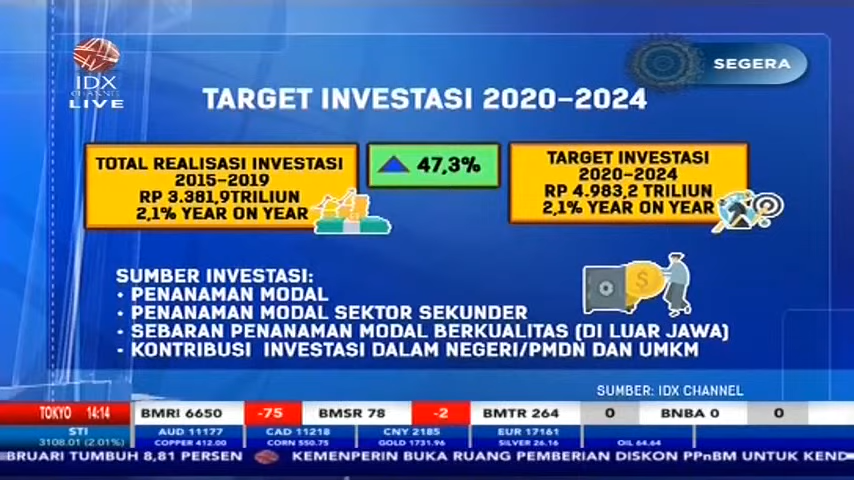 IDX
CHANNEL
LIVE
SEGERA
TARGET INVESTASI 2020-2024
TOTAL REALISASI INVESTASI
2015-2019
RP 3.381,9TRILIUN
2,1% YEAR ON YEAR
47,3%
TARGET INVESTASI
2020-2024
RP 4.983,2 TRILIUN
2,1% YEAR ON YEAR
SUMBER INVESTASI:
• PENANAMAN MODAL
• PENANAMAN MODAL SEKTOR SEKUNDER
• SEBARAN PENANAMAN MODAL BERKUALITAS (DI LUAR JAWA)
• KONTRIBUSI INVESTASI DALAM NEGERI/PMDN DAN UMKM
SUMBER: IDX CHANNEL
TOKYO 14:14 BMRI 6650 -75 BMSR 78 -2 BMTR 264 0 BNBA 0 0
STI AUD 11177 CAD 11218 CNY 2185 EUR 17161
3108.01 (2.01%) COPPER 412.00 CORN 550.75 GOLD 1731.96 SILVER 26.16 OIL 64.64
BRUARI TUMBUH 8,81 PERSEN KEMENPERIN BUKA RUANG PEMBERIAN DISKON PPnBM UNTUK KEND